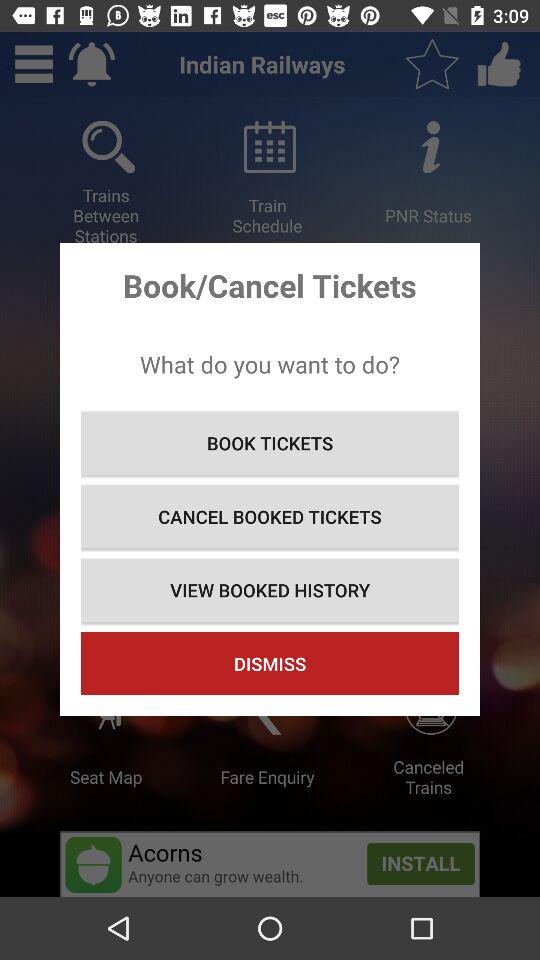 esc
3:09
Indian Railways
Trains
Between
Stations
Train
Schedule
PNR Status
Book/Cancel Tickets
What do you want to do?
BOOK TICKETS
CANCEL BOOKED TICKETS
VIEW BOOKED HISTORY
DISMISS
Seat Map
Fare Enquiry
Canceled
Trains
Acorns
Anyone can grow wealth.
INSTALL